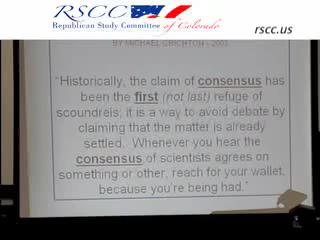 RSCC
Republican Study Committee of Colorado
rscc.us
BY MICHAEL CRICHTON - 2003
“Historically, the claim of consensus has
been the first (not last) refuge of
scoundrels; it is a way to avoid debate by
claiming that the matter is already
settled. Whenever you hear the
consensus of scientists agrees on
something or other, reach for your wallet,
because you’re being had.”